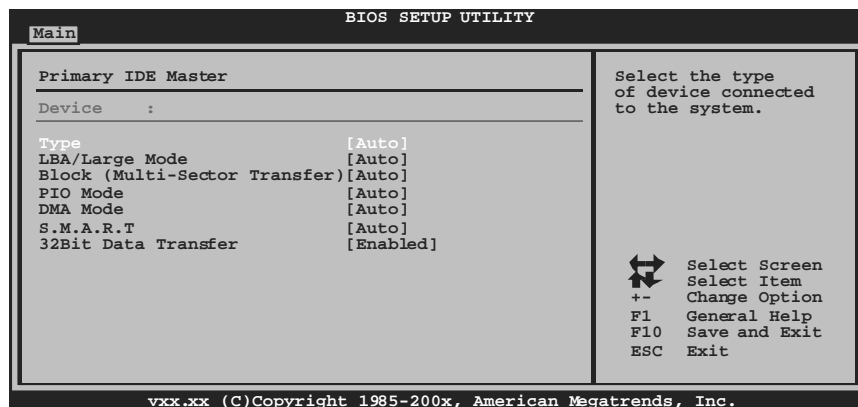 BIOS SETUP UTILITY
Main
Primary IDE Master
Device :
Type [Auto]
LBA/Large Mode [Auto]
Block (Multi-Sector Transfer)[Auto]
PIO Mode [Auto]
DMA Mode [Auto]
S.M.A.R.T [Auto]
32Bit Data Transfer [Enabled]
Select the type
of device connected
to the system.
Select Screen
Select Item
+- Change Option
F1 General Help
F10 Save and Exit
ESC Exit
vxx.xx (C)Copyright 1985-200x, American Megatrends, Inc.